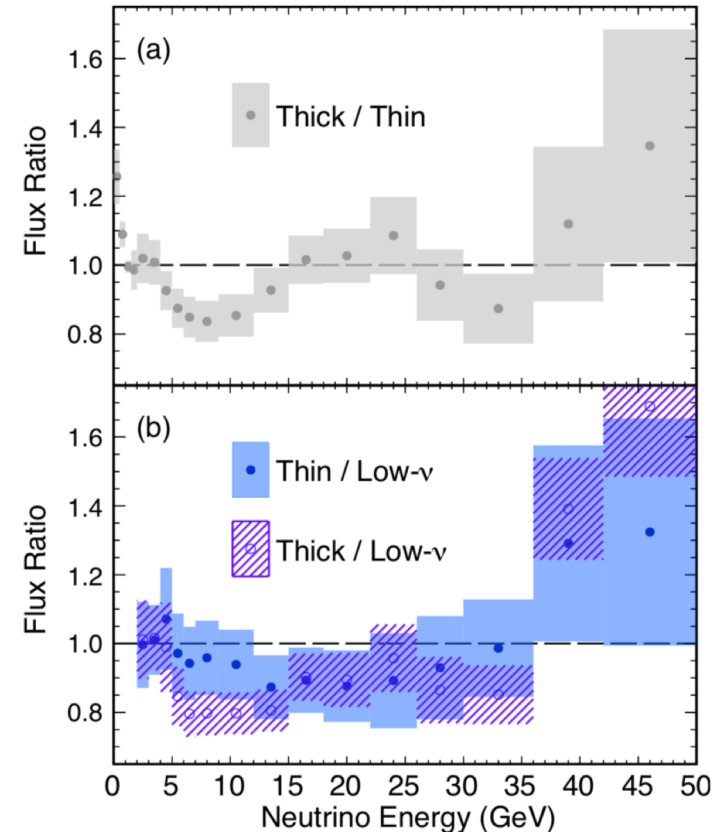 (a)
Thick / Thin
Flux Ratio
1.6
1.4
1.2
1.0
0.8
(b)
Thin / Low-ν
Thick / Low-ν
Flux Ratio
1.6
1.4
1.2
1.0
0.8
0 5 10 15 20 25 30 35 40 45 50
Neutrino Energy (GeV)